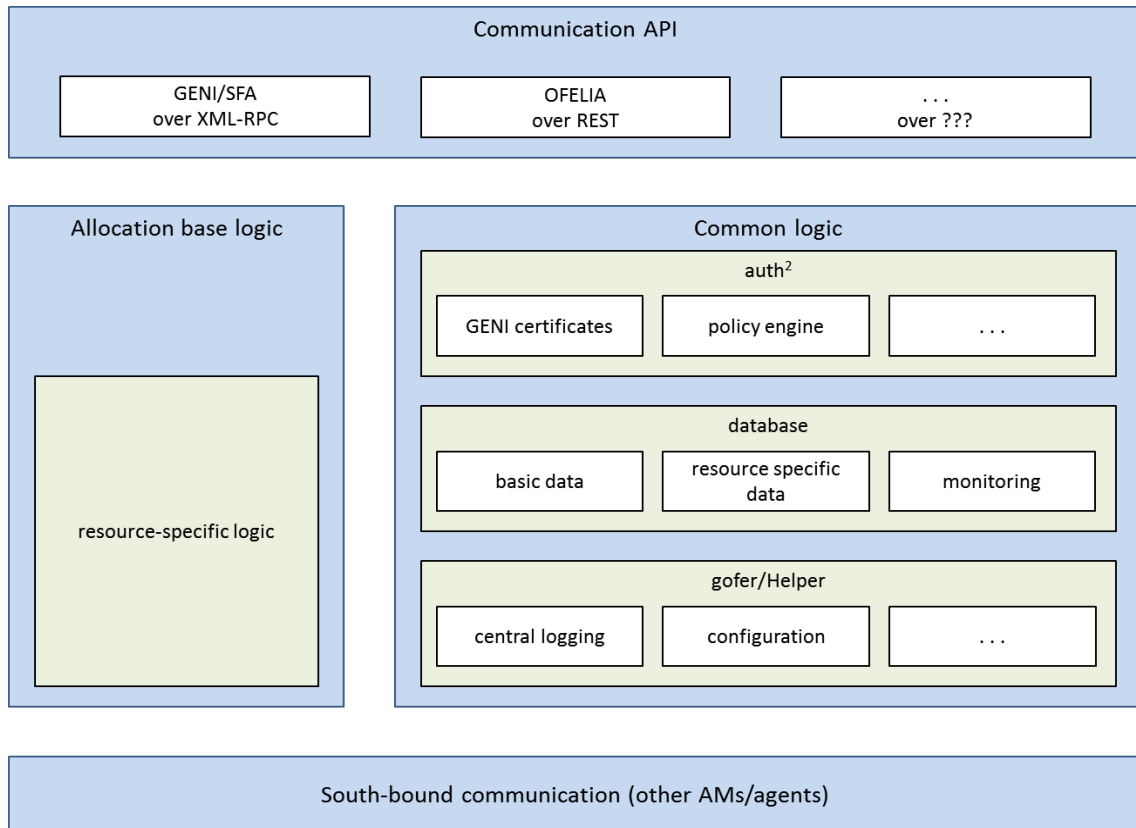 Communication API
GENI/SFA
over XML-RPC
OFELIA
over REST
. . .
over ???
Allocation base logic
resource-specific logic
Common logic
auth²
GENI certificates
policy engine
. . .
database
basic data
resource specific
data
monitoring
gofer/Helper
central logging
configuration
. . .
South-bound communication (other AMs/agents)